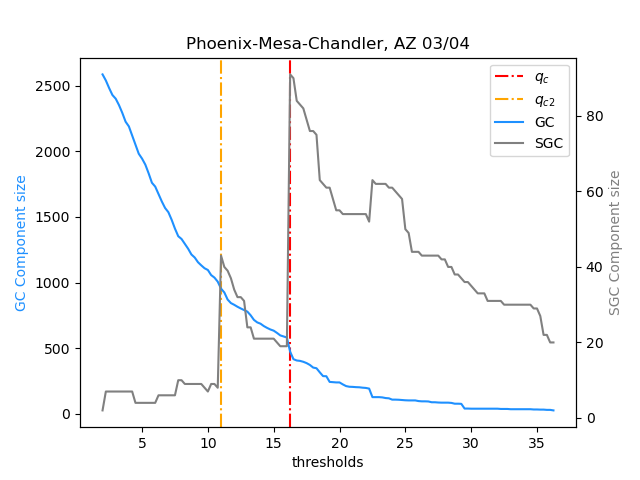 Phoenix-Mesa-Chandler, AZ 03/04
GC Component size
2500
2000
1500
1000
500
0
q_c
q_c2
GC
SGC
80
60
40
20
0
SGC Component size
5 10 15 20 25 30 35
thresholds